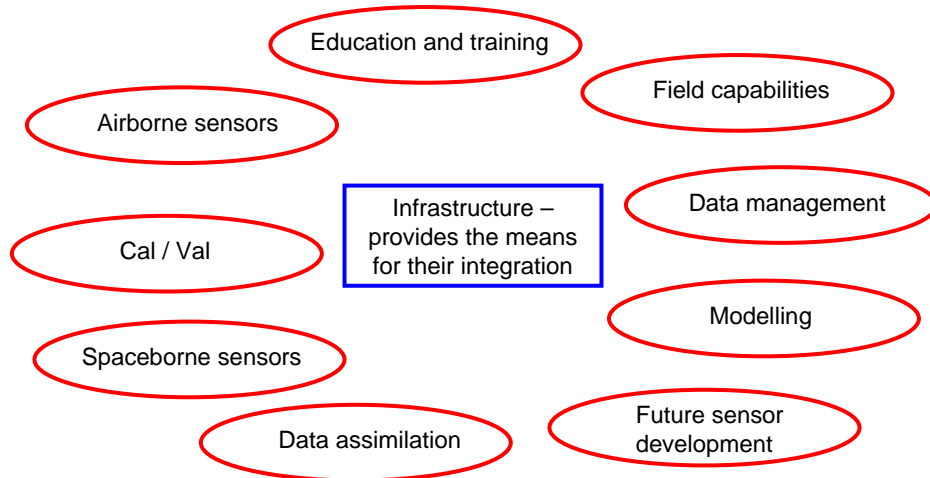 Education and training
Field capabilities
Airborne sensors
Data management
Infrastructure –
provides the means
for their integration
Cal / Val
Modelling
Spaceborne sensors
Future sensor
development
Data assimilation